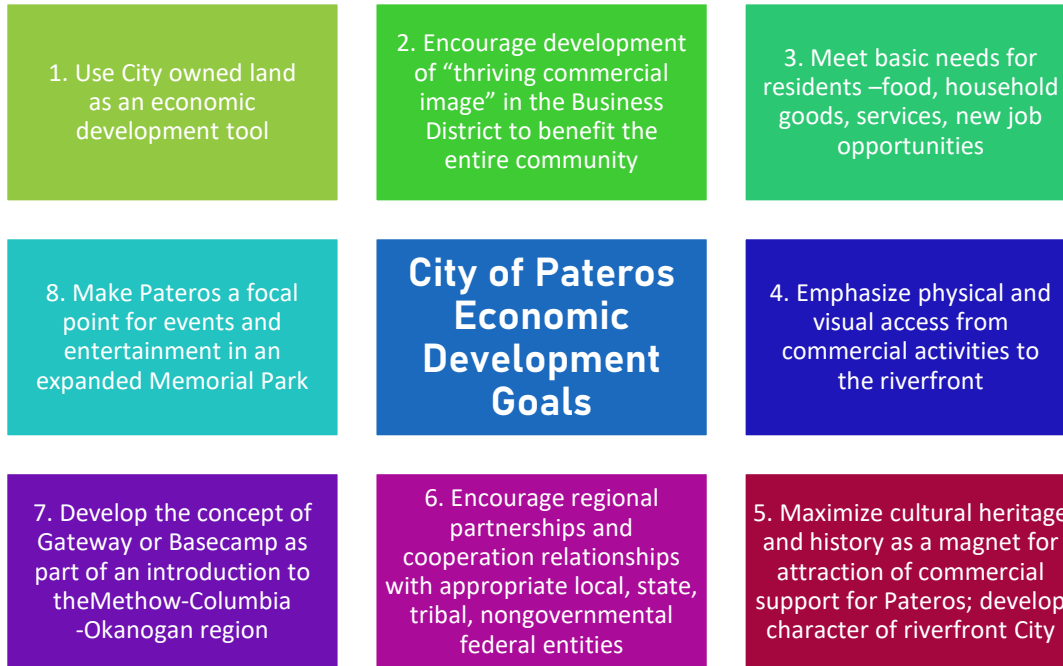 1. Use City owned land
as an economic
development tool
2. Encourage development
of “thriving commercial
image” in the Business
District to benefit the
entire community
3. Meet basic needs for
residents –food, household
goods, services, new job
opportunities
8. Make Pateros a focal
point for events and
entertainment in an
expanded Memorial Park
City of Pateros
Economic
Development
Goals
4. Emphasize physical and
visual access from
commercial activities to
the riverfront
7. Develop the concept of
Gateway or Basecamp as
part of an introduction to
theMethow-Columbia
-Okanogan region
6. Encourage regional
partnerships and
cooperation relationships
with appropriate local, state,
tribal, nongovernmental
federal entities
5. Maximize cultural heritage
and history as a magnet for
attraction of commercial
support for Pateros; develop
character of riverfront City